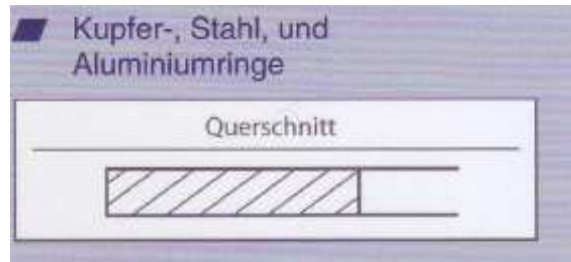 Kupfer-, Stahl, und
Aluminiumringe
Querschnitt